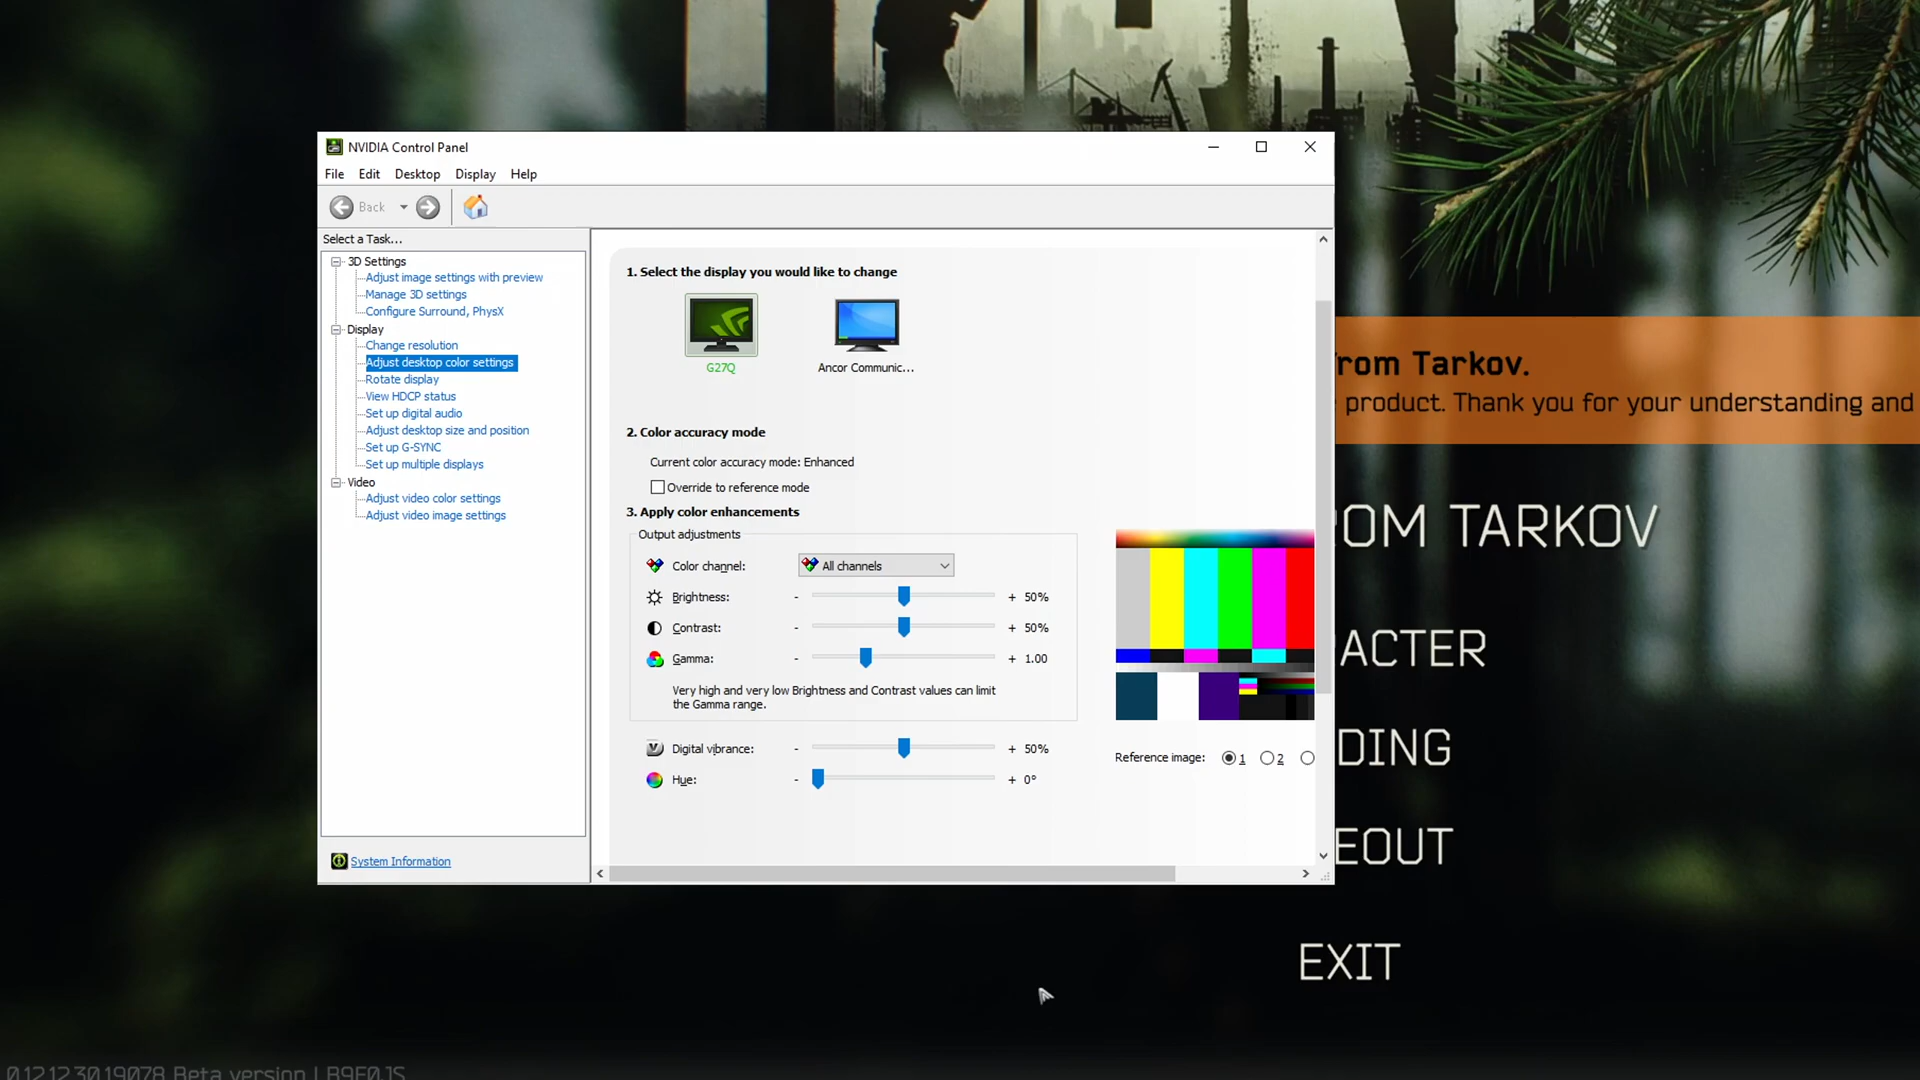 NVIDIA Control Panel
File Edit Desktop Display Help
Back
Select a Task...
3D Settings
Adjust image settings with preview
Manage 3D settings
Configure Surround, PhysX
Display
Change resolution
Adjust desktop color settings
Rotate display
View HDCP status
Set up digital audio
Adjust desktop size and position
Set up G-SYNC
Set up multiple displays
Video
Adjust video color settings
Adjust video image settings
System Information
1. Select the display you would like to change
G27Q
Ancor Communic...
2. Color accuracy mode
Current color accuracy mode: Enhanced
Override to reference mode
3. Apply color enhancements
Output adjustments
Color channel: All channels
Brightness: - + 50%
Contrast: - + 50%
Gamma: - + 1.00
Very high and very low Brightness and Contrast values can limit
the Gamma range.
Digital vibrance: - + 50%
Hue: - + 0°
Reference image: 1 2
from Tarkov.
product. Thank you for your understanding and
OM TARKOV
ACTER
DING
EOUT
EXIT
Beta version |